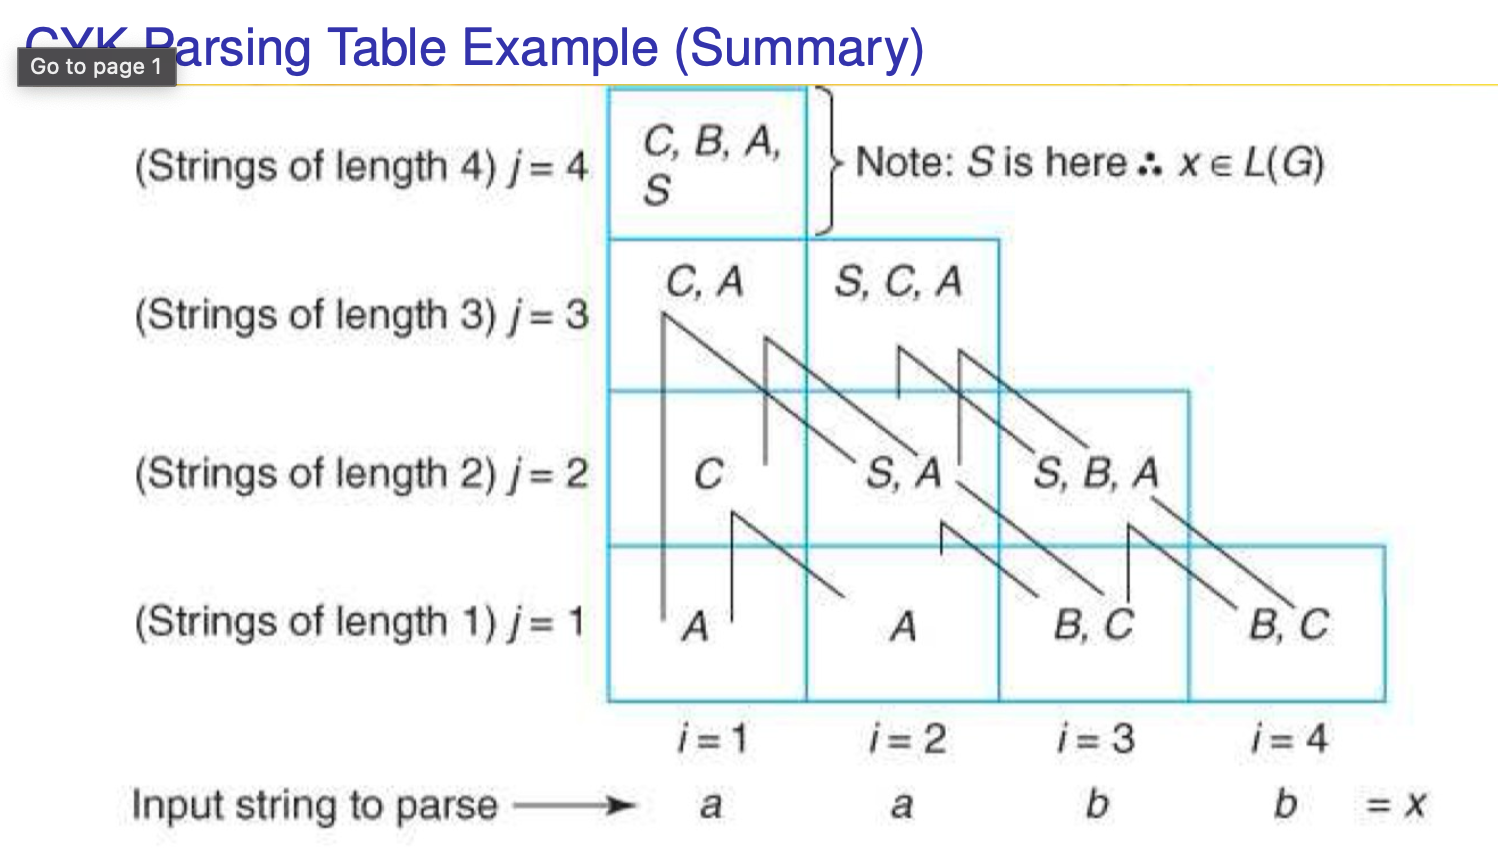 CYK Parsing Table Example (Summary)
Go to page 1
(Strings of length 4) j = 4 C, B, A, S } Note: S is here ∴ x ∈ L(G)
(Strings of length 3) j = 3 C, A S, C, A
(Strings of length 2) j = 2 C S, A S, B, A
(Strings of length 1) j = 1 A A B, C B, C
i = 1 i = 2 i = 3 i = 4
Input string to parse a a b b = x